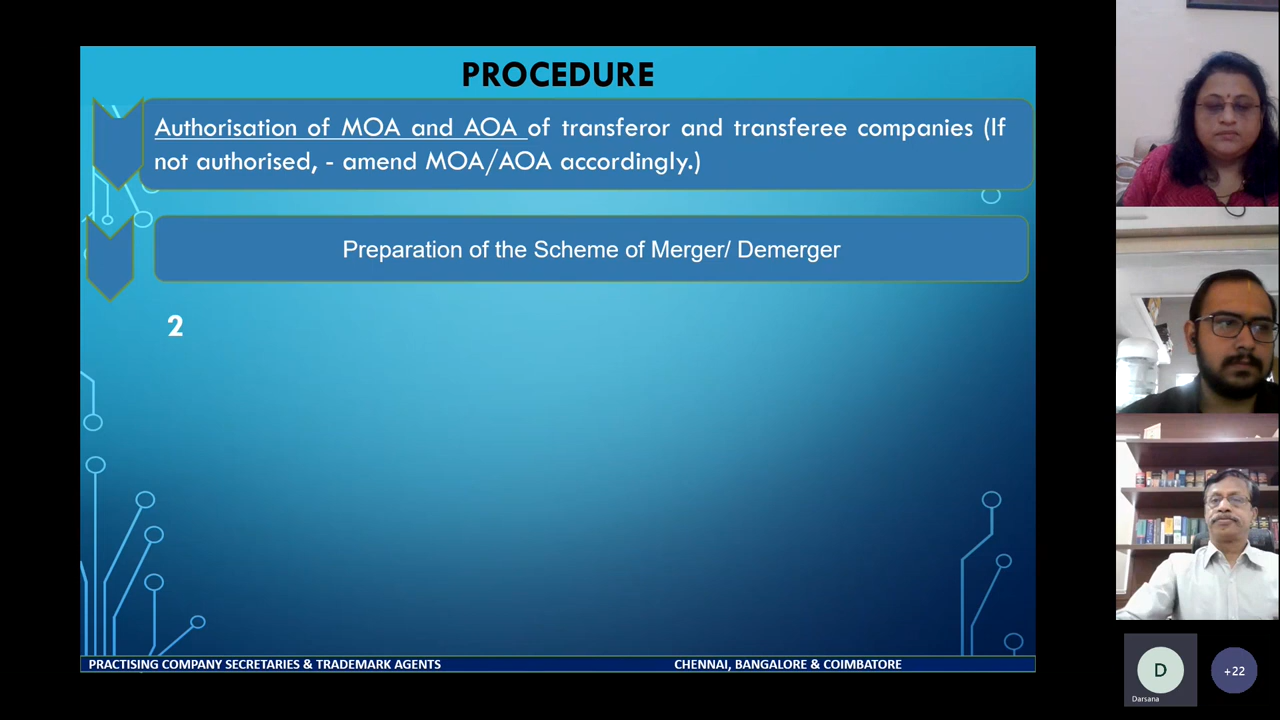 PROCEDURE
Authorisation of MOA and AOA of transferor and transferee companies (If
not authorised, - amend MOA/AOA accordingly.)
Preparation of the Scheme of Merger/ Demerger
2
PRACTISING COMPANY SECRETARIES & TRADEMARK AGENTS
CHENNAI, BANGALORE & COIMBATORE
D
Darsana
+22